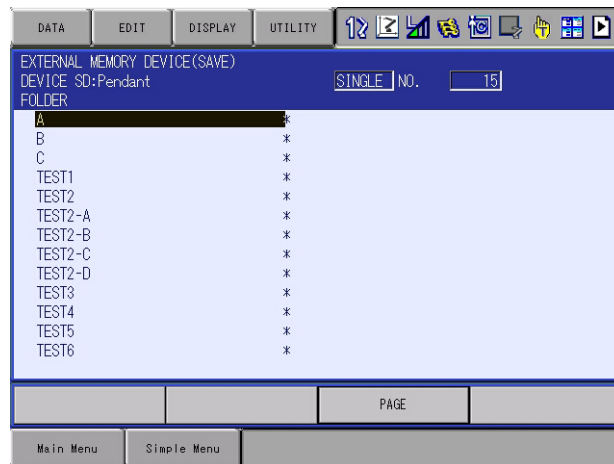 DATA EDIT DISPLAY UTILITY
EXTERNAL MEMORY DEVICE(SAVE)
DEVICE SD:Pendant SINGLE NO. 15
FOLDER
A *
B *
C *
TEST1 *
TEST2 *
TEST2-A *
TEST2-B *
TEST2-C *
TEST2-D *
TEST3 *
TEST4 *
TEST5 *
TEST6 *
PAGE
Main Menu Simple Menu